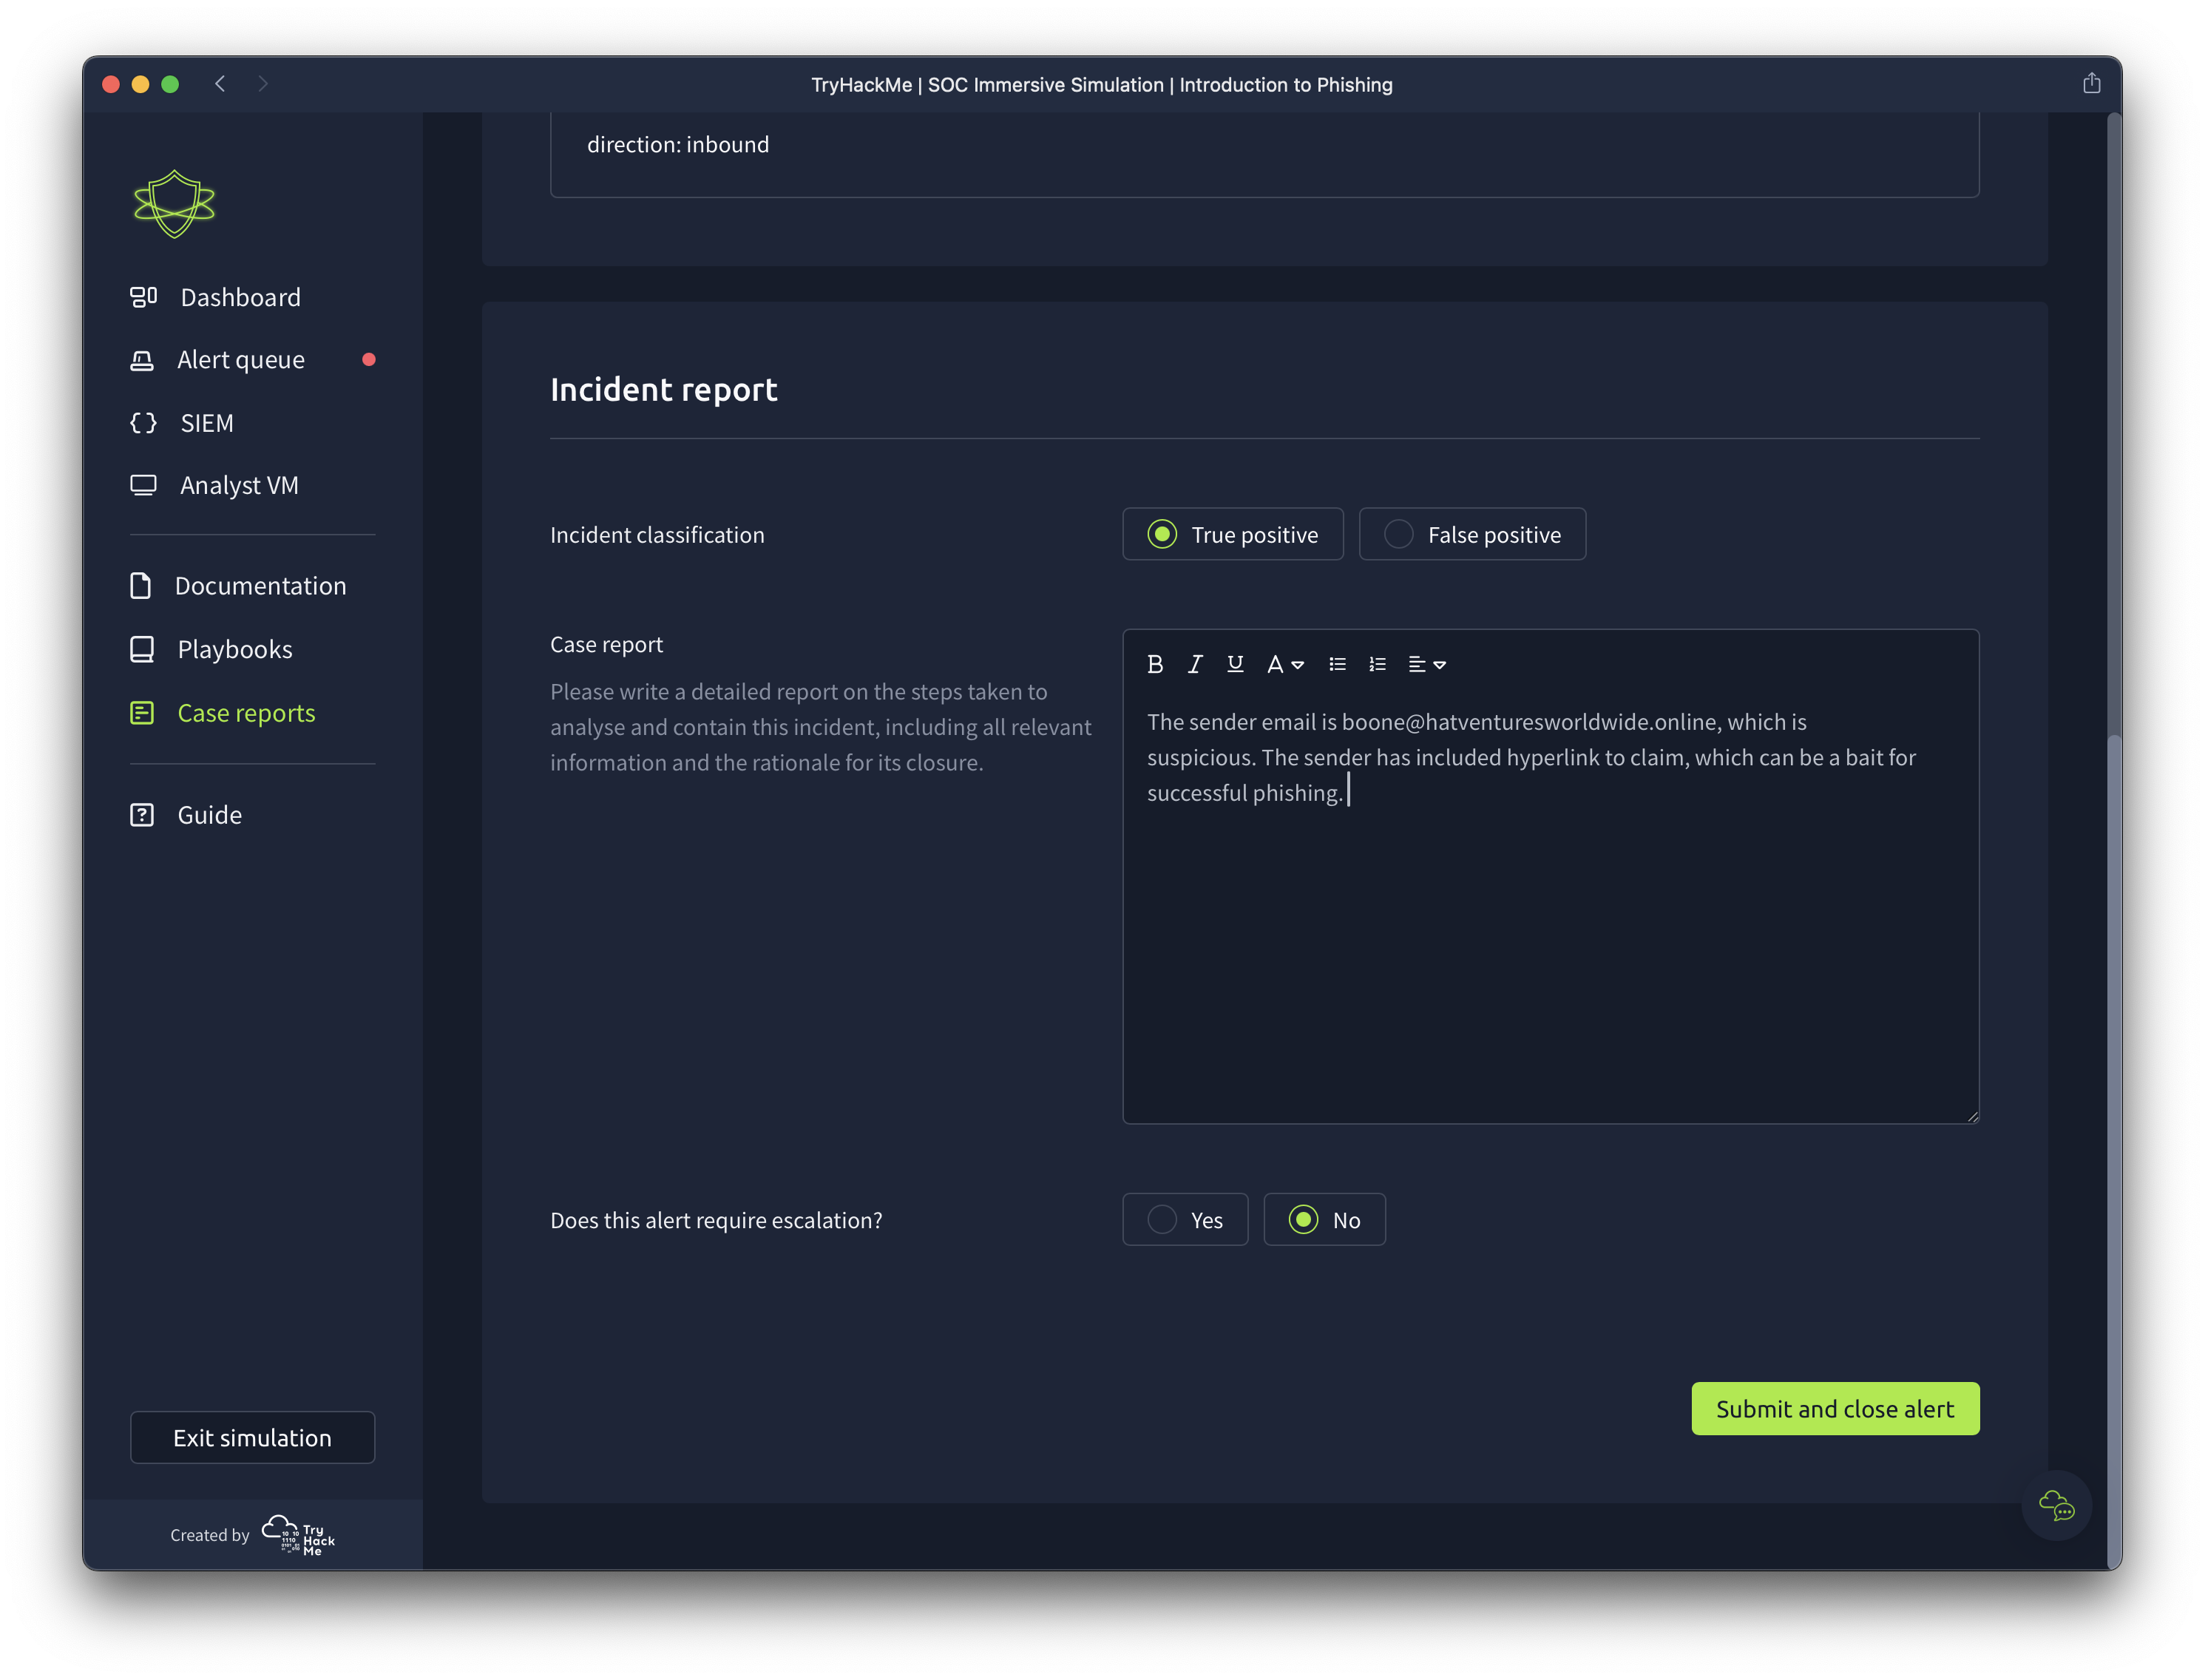 TryHackMe | SOC Immersive Simulation | Introduction to Phishing
Dashboard
Alert queue
SIEM
Analyst VM
Documentation
Playbooks
Case reports
Guide
Exit simulation
Created by
Try
Hack
Me
direction: inbound
Incident report
Incident classification
True positive
False positive
Case report
Please write a detailed report on the steps taken to
analyse and contain this incident, including all relevant
information and the rationale for its closure.
The sender email is boone@hatventuresworldwide.online, which is
suspicious. The sender has included hyperlink to claim, which can be a bait for
successful phishing.
Does this alert require escalation?
Yes
No
Submit and close alert